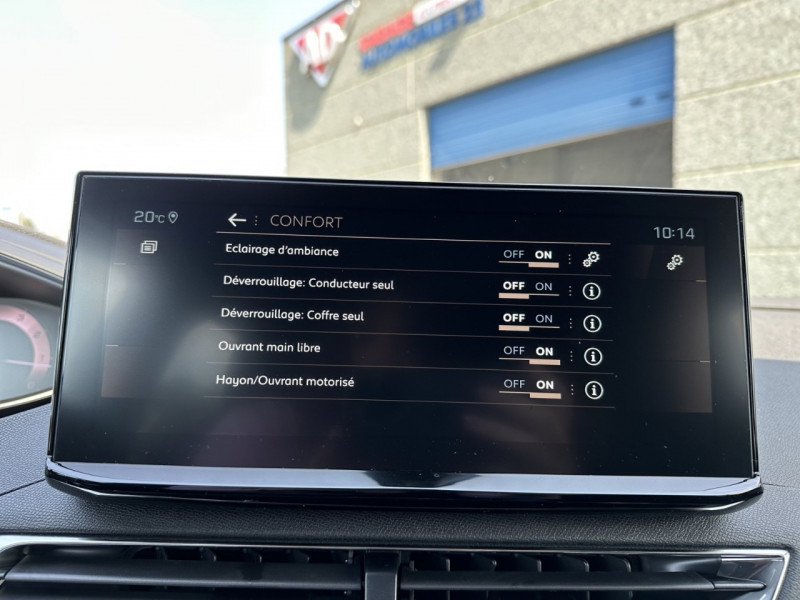 20°C
CONFORT
10:14
Eclairage d'ambiance OFF ON
Déverrouillage: Conducteur seul OFF ON
Déverrouillage: Coffre seul OFF ON
Ouvrant main libre OFF ON
Hayon/Ouvrant motorisé OFF ON